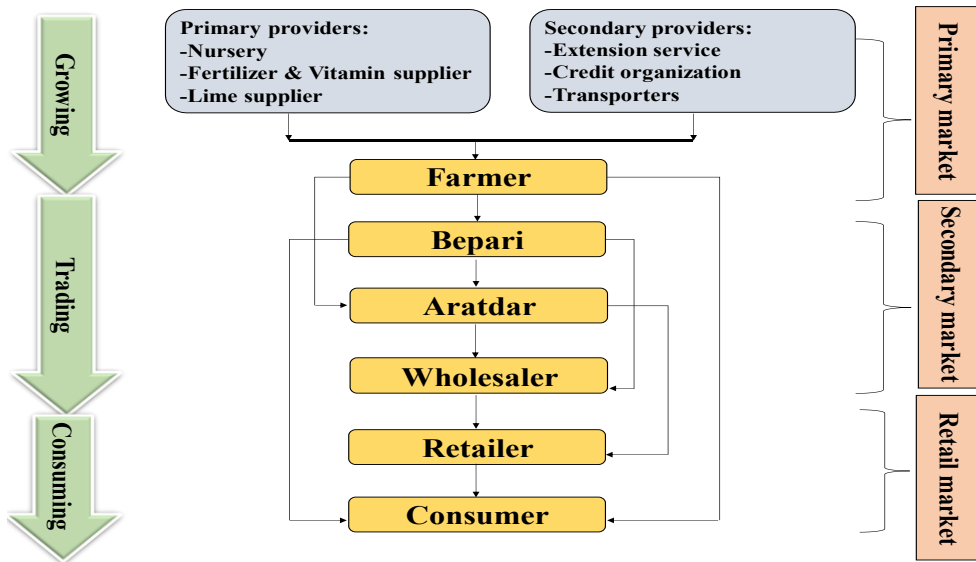 Primary providers:
-Nursery
-Fertilizer & Vitamin supplier
-Lime supplier
Secondary providers:
-Extension service
-Credit organization
-Transporters
Growing
Trading
Consuming
Farmer
Bepari
Aratdar
Wholesaler
Retailer
Consumer
Primary market
Secondary market
Retail market